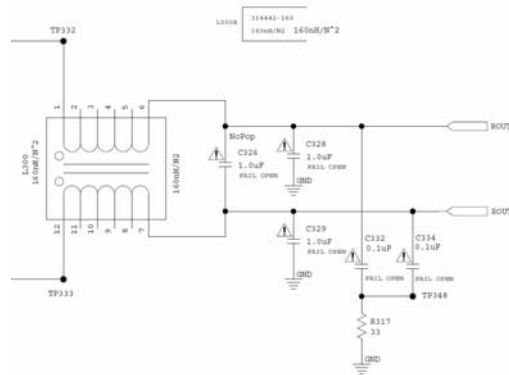 TP332
L300A
314442-160
160nH/N2 160nH/N^2
1 2 3 4 5 6
L300
160nH/N^2
160nH/N2
12 11 10 9 8 7
TP333
NoPop
C326
1.0uF
FAIL OPEN
C328
1.0uF
FAIL OPEN
GND
ROUT
ROUT
C329
1.0uF
FAIL OPEN
GND
C332
0.1uF
FAIL OPEN
C334
0.1uF
FAIL OPEN
TP348
R317
33
GND